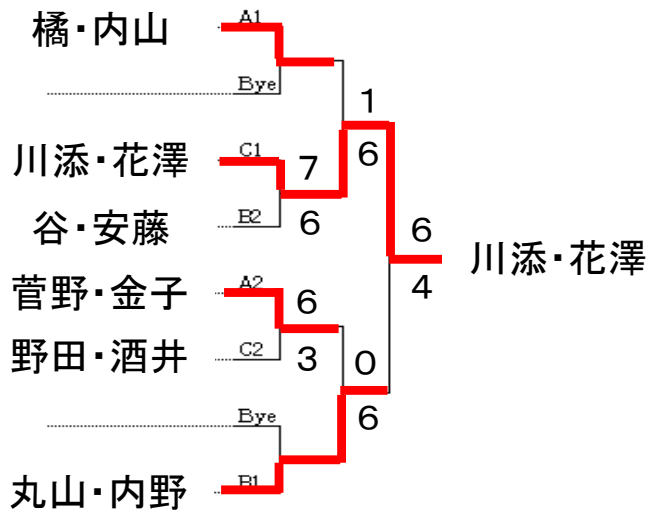 橘・内山 A1
Bye
1
川添・花澤 C1 7 6
谷・安藤 B2 6
6
川添・花澤
菅野・金子 A2 6 4
野田・酒井 C2 3 0
Bye 6
丸山・内野 B1